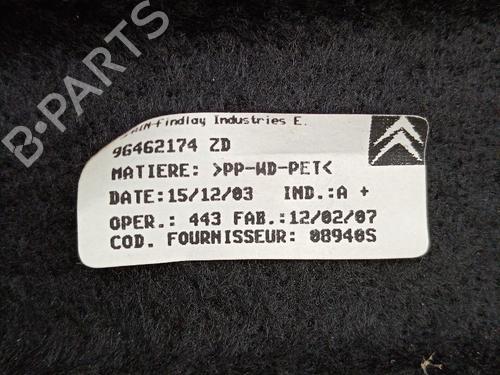 Findlay Industries E.
96462174 ZD
MATIERE: >PP-WD-PET<
DATE:15/12/03 IND.:A +
OPER.: 443 FAB.:12/02/07
COD. FOURNISSEUR: 08940S
B-PARTS